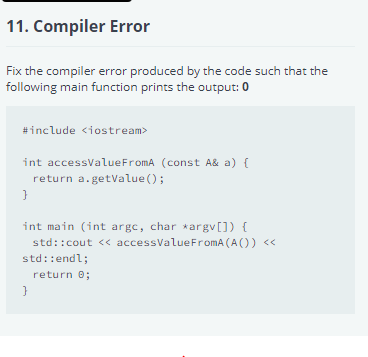 11. Compiler Error
Fix the compiler error produced by the code such that the
following main function prints the output: 0
#include <iostream>
int accessValueFromA (const A& a) {
return a.getValue();
}
int main (int argc, char *argv[]) {
std::cout << accessValueFromA(A()) <<
std::endl;
return 0;
}